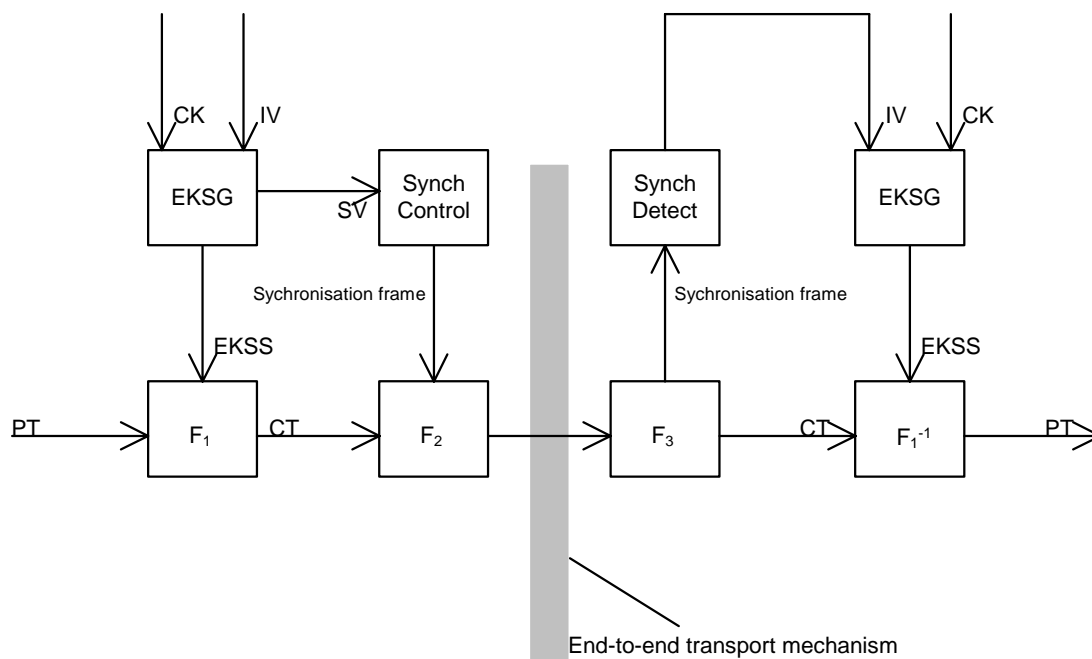 CK
IV
IV
CK
EKSG
SV
Synch
Control
Synch
Detect
EKSG
Sychronisation frame
Sychronisation frame
EKSS
EKSS
PT
F₁
CT
F₂
F₃
CT
F₁⁻¹
PT
End-to-end transport mechanism